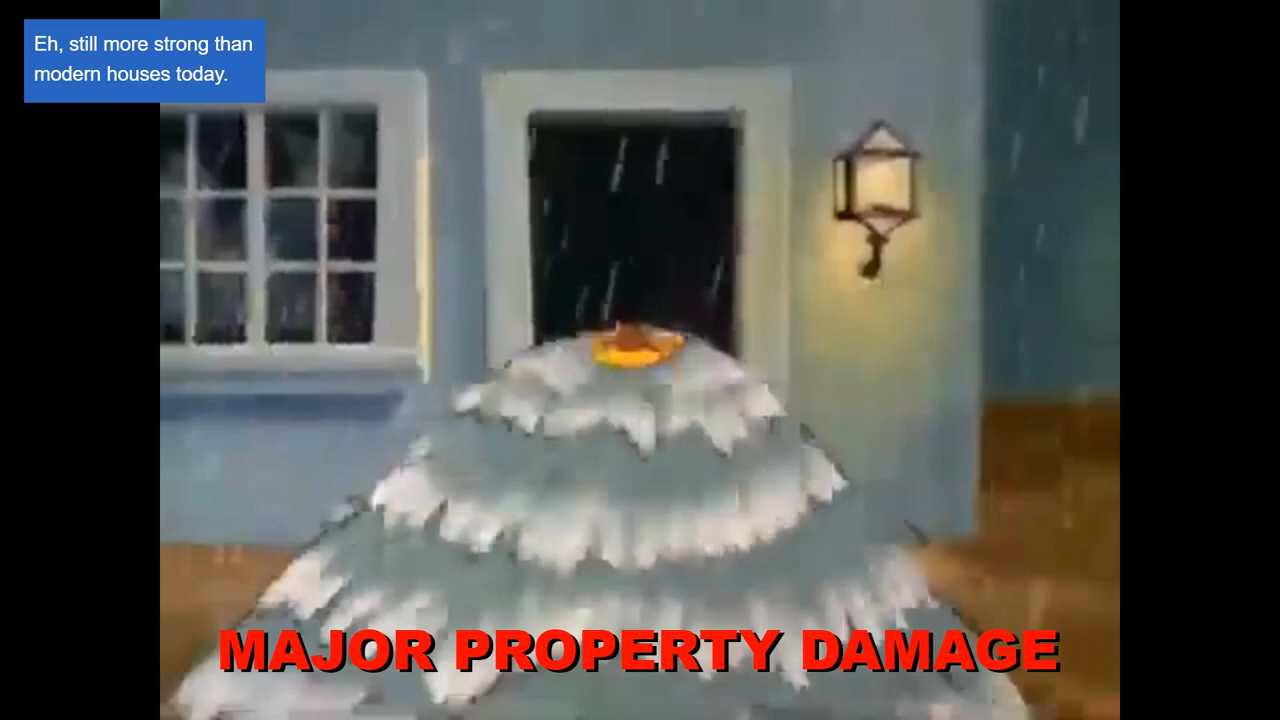 Eh, still more strong than
modern houses today.
MAJOR PROPERTY DAMAGE